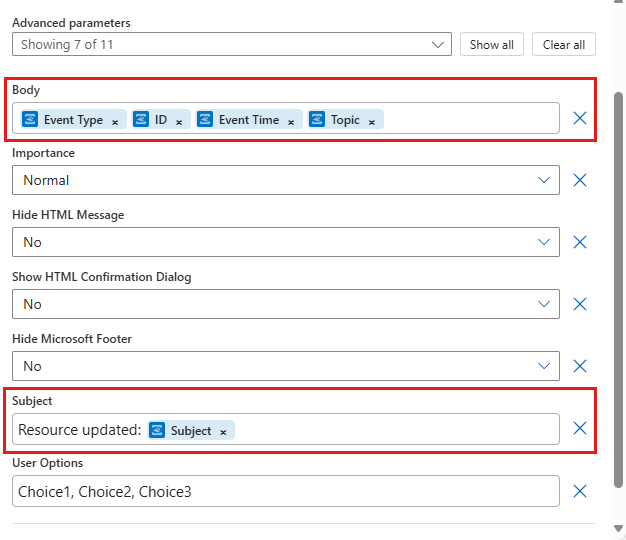 Advanced parameters
Showing 7 of 11 Show all Clear all
Body
Event Type × ID × Event Time × Topic ×
Importance
Normal
Hide HTML Message
No
Show HTML Confirmation Dialog
No
Hide Microsoft Footer
No
Subject
Resource updated: Subject ×
User Options
Choice1, Choice2, Choice3